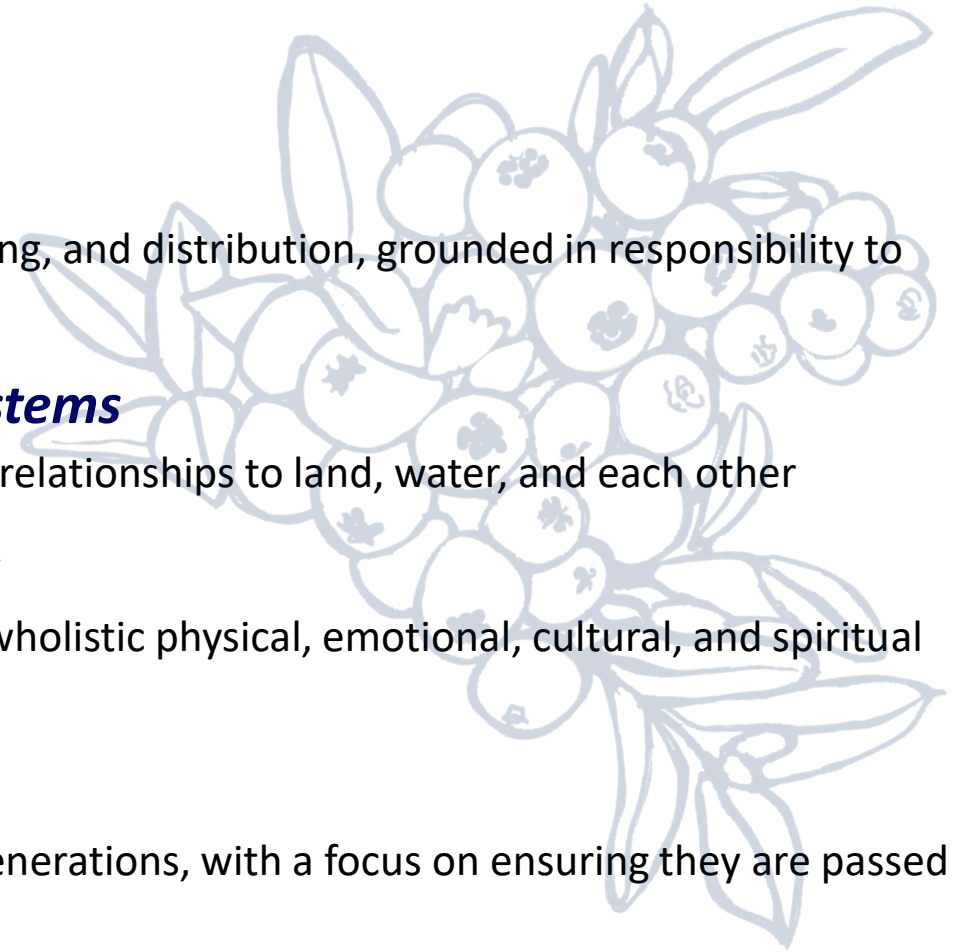 ng, and distribution, grounded in responsibility to
stems
relationships to land, water, and each other
wholistic physical, emotional, cultural, and spiritual
enerations, with a focus on ensuring they are passed